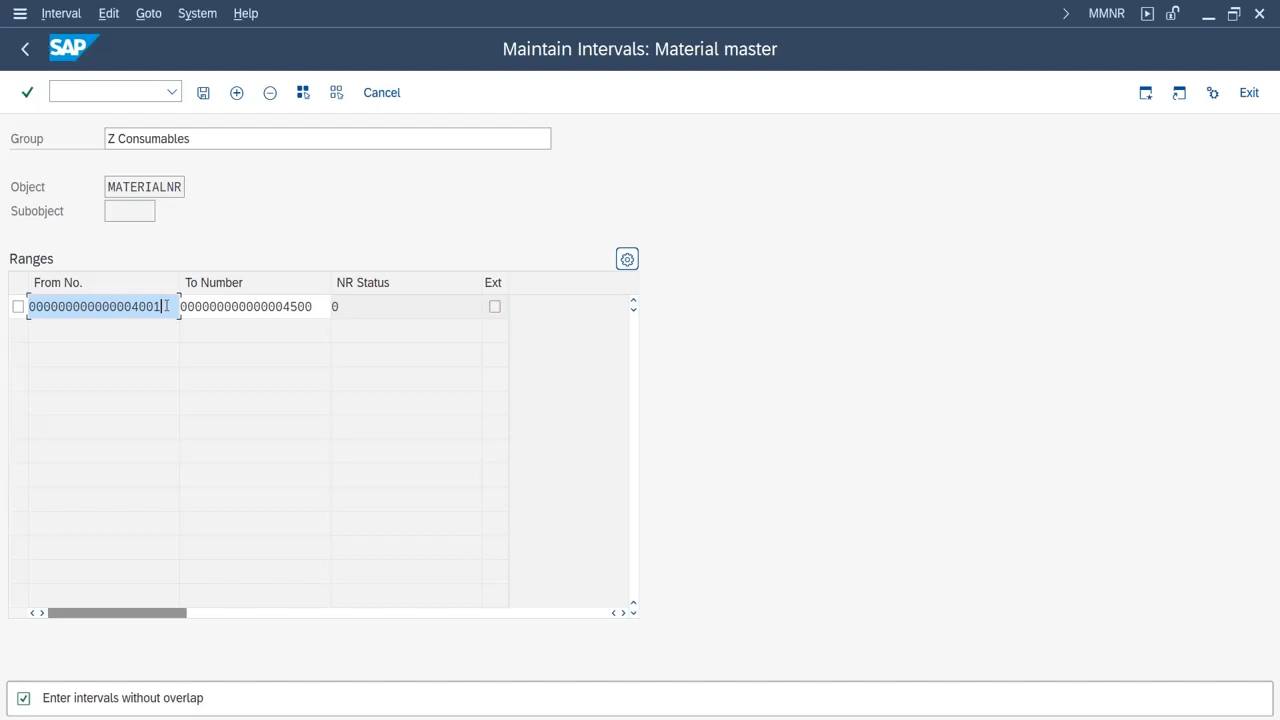 Interval Edit Goto System Help MMNR
SAP Maintain Intervals: Material master
Cancel Exit
Group Z Consumables
Object MATERIALNR
Subobject
Ranges
From No. To Number NR Status Ext
000000000000004001 000000000000004500 0
Enter intervals without overlap